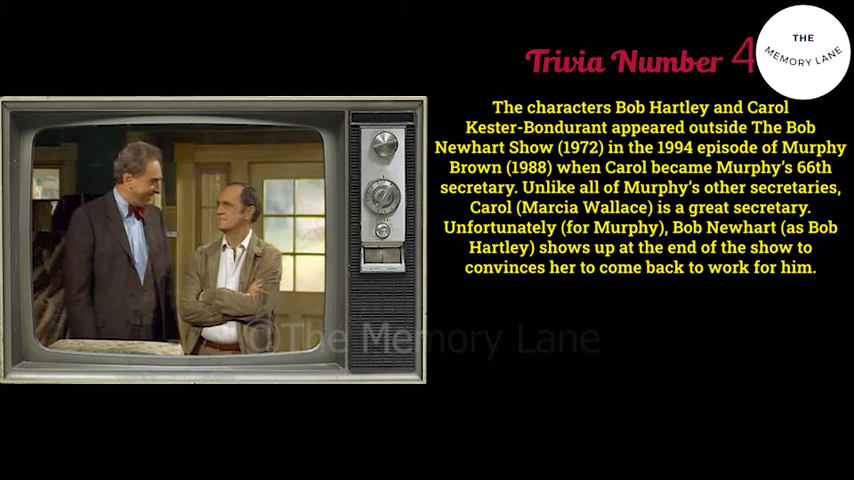 Trivia Number 4
THE
MEMORY LANE
The characters Bob Hartley and Carol
Kester-Bondurant appeared outside The Bob
Newhart Show (1972) in the 1994 episode of Murphy
Brown (1988) when Carol became Murphy's 66th
secretary. Unlike all of Murphy's other secretaries,
Carol (Marcia Wallace) is a great secretary.
Unfortunately (for Murphy), Bob Newhart (as Bob
Hartley) shows up at the end of the show to
convinces her to come back to work for him.
©The Memory Lane